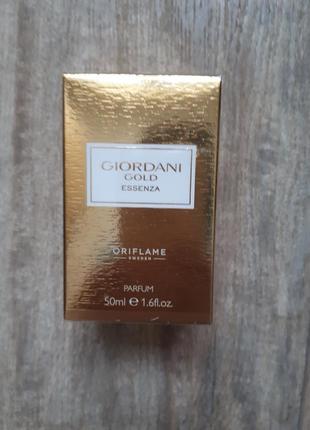 GIORDANI
GOLD
ESSENZA
ORIFLAME
SWEDEN
PARFUM
50ml ℮ 1.6fl.oz.